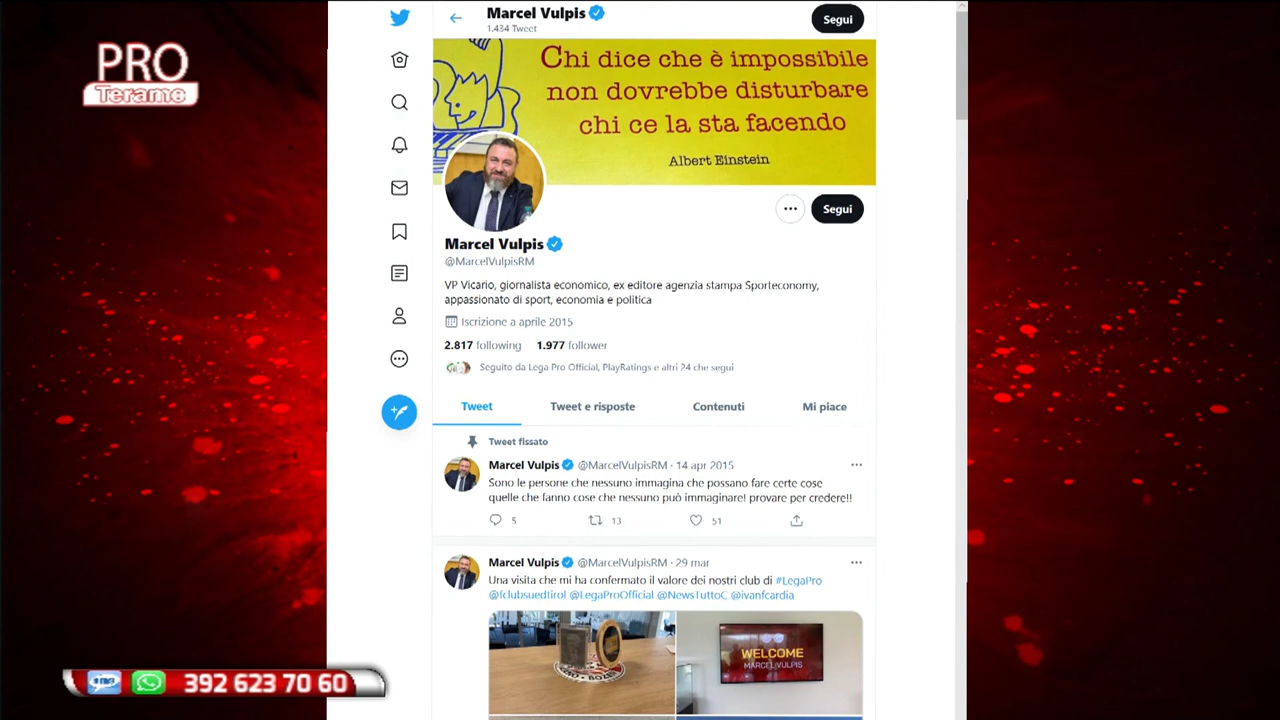 PRO
Teramo
Marcel Vulpis
1.434 Tweet
Segui
Chi dice che è impossibile
non dovrebbe disturbare
chi ce la sta facendo
Albert Einstein
Segui
Marcel Vulpis
@MarcelVulpisRM
VP Vicario, giornalista economico, ex editore agenzia stampa Sporteconomy,
appassionato di sport, economia e politica
Iscrizione a aprile 2015
2.817 following 1.977 follower
Seguito da Lega Pro Official, PlayRatings e altri 24 che segui
Tweet Tweet e risposte Contenuti Mi piace
Tweet fissato
Marcel Vulpis @MarcelVulpisRM · 14 apr 2015
Sono le persone che nessuno immagina che possano fare certe cose
quelle che fanno cose che nessuno può immaginare! provare per credere!!
5 13 51
Marcel Vulpis @MarcelVulpisRM · 29 mar
Una visita che mi ha confermato il valore dei nostri club di #LegaPro
@fclubsuedtirol @LegaProOfficial @NewsTuttoC @ivanfcardia
WELCOME
MARCEL VULPIS
392 623 70 60